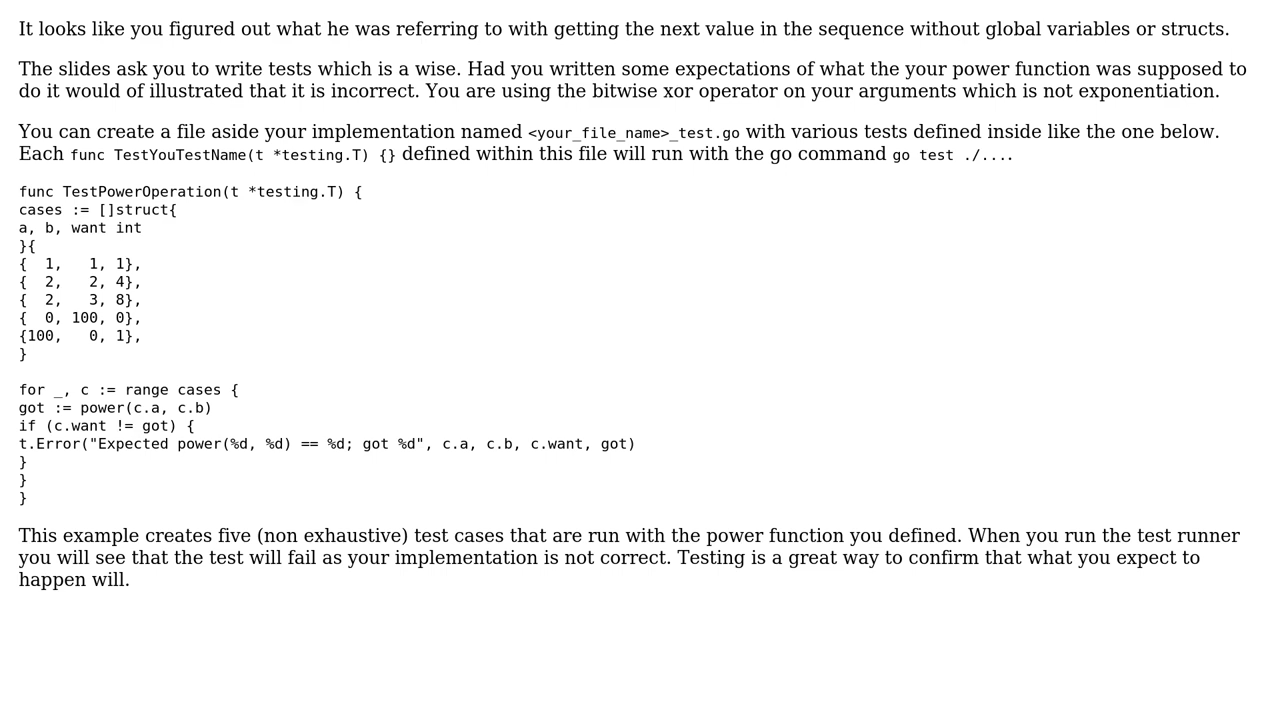 It looks like you figured out what he was referring to with getting the next value in the sequence without global variables or structs.
The slides ask you to write tests which is a wise. Had you written some expectations of what the your power function was supposed to
do it would of illustrated that it is incorrect. You are using the bitwise xor operator on your arguments which is not exponentiation.
You can create a file aside your implementation named <your_file_name>_test.go with various tests defined inside like the one below.
Each func TestYouTestName(t *testing.T) {} defined within this file will run with the go command go test ./....
func TestPowerOperation(t *testing.T) {
cases := []struct{
a, b, want int
}{
{  1,   1, 1},
{  2,   2, 4},
{  2,   3, 8},
{  0, 100, 0},
{100,   0, 1},
}
for _, c := range cases {
got := power(c.a, c.b)
if (c.want != got) {
t.Error("Expected power(%d, %d) == %d; got %d", c.a, c.b, c.want, got)
}
}
}
This example creates five (non exhaustive) test cases that are run with the power function you defined. When you run the test runner
you will see that the test will fail as your implementation is not correct. Testing is a great way to confirm that what you expect to
happen will.